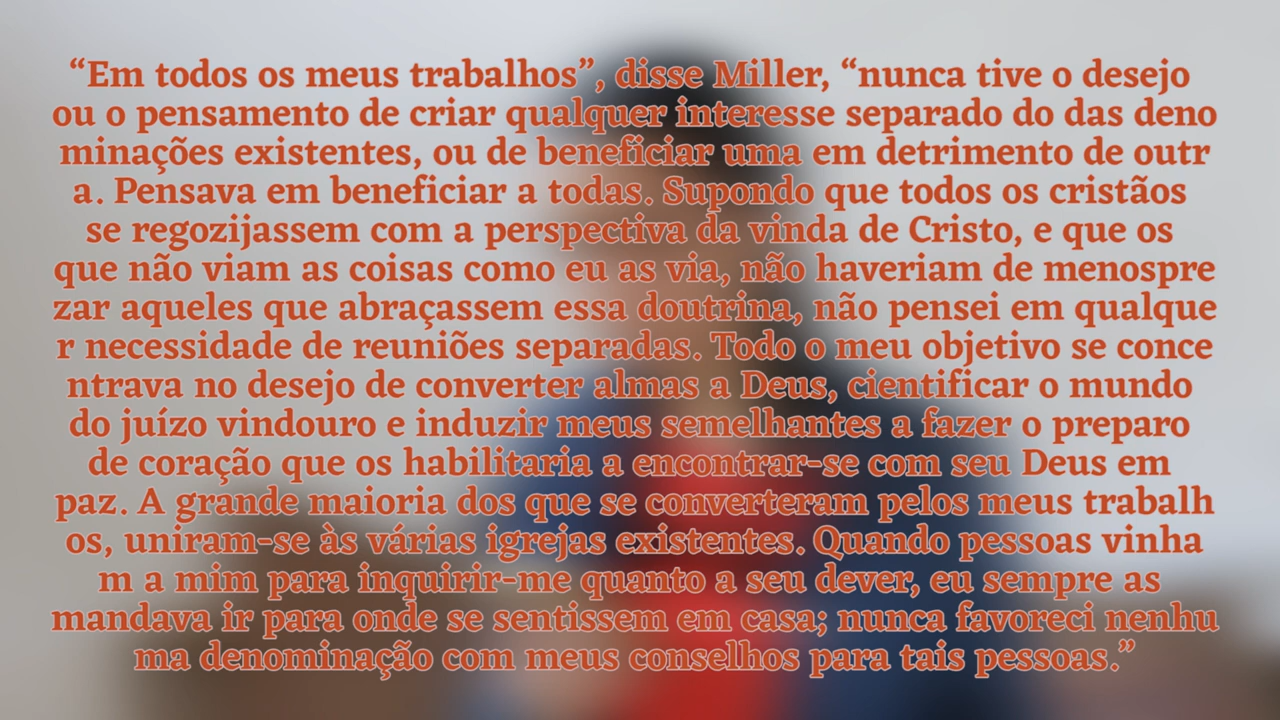 “Em todos os meus trabalhos”, disse Miller, “nunca tive o desejo
ou o pensamento de criar qualquer interesse separado do das deno
minações existentes, ou de beneficiar uma em detrimento de outr
a. Pensava em beneficiar a todas. Supondo que todos os cristãos
se regozijassem com a perspectiva da vinda de Cristo, e que os
que não viam as coisas como eu as via, não haveriam de menospre
zar aqueles que abraçassem essa doutrina, não pensei em qualque
r necessidade de reuniões separadas. Todo o meu objetivo se conce
ntrava no desejo de converter almas a Deus, cientificar o mundo
do juízo vindouro e induzir meus semelhantes a fazer o preparo
de coração que os habilitaria a encontrar-se com seu Deus em
paz. A grande maioria dos que se converteram pelos meus trabalh
os, uniram-se às várias igrejas existentes. Quando pessoas vinha
m a mim para inquirir-me quanto a seu dever, eu sempre as
mandava ir para onde se sentissem em casa; nunca favoreci nenhu
ma denominação com meus conselhos para tais pessoas.”